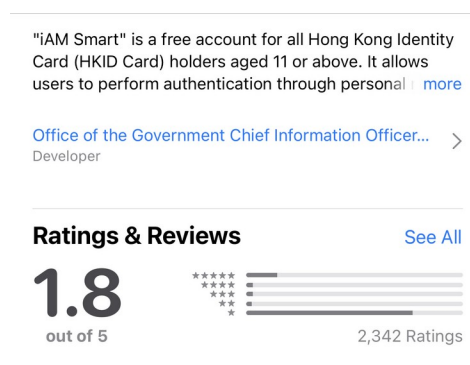 "iAM Smart" is a free account for all Hong Kong Identity
Card (HKID Card) holders aged 11 or above. It allows
users to perform authentication through personal more
Office of the Government Chief Information Officer...
Developer
Ratings & Reviews See All
1.8
out of 5
★★★★★
★★★★
★★★
★★
★
2,342 Ratings